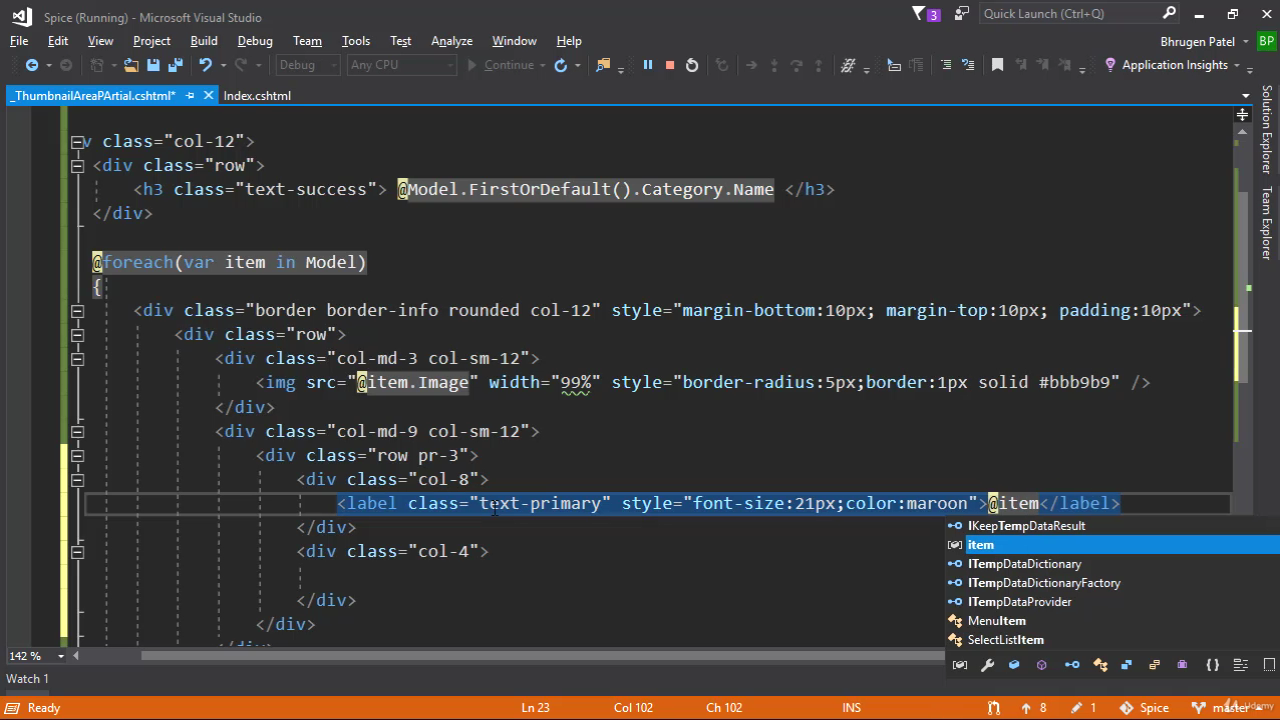 Spice (Running) - Microsoft Visual Studio
3
Quick Launch (Ctrl+Q)
File Edit View Project Build Debug Team Tools Test Analyze Window Help
Bhrugen Patel
BP
Debug Any CPU Continue Application Insights
_ThumbnailAreaPArtial.cshtml* Index.cshtml
Solution Explorer
Team Explorer
v class="col-12">
<div class="row">
<h3 class="text-success"> @Model.FirstOrDefault().Category.Name </h3>
</div>
@foreach(var item in Model)
{
<div class="border border-info rounded col-12" style="margin-bottom:10px; margin-top:10px; padding:10px">
<div class="row">
<div class="col-md-3 col-sm-12">
<img src="@item.Image" width="99%" style="border-radius:5px;border:1px solid #bbb9b9" />
</div>
<div class="col-md-9 col-sm-12">
<div class="row pr-3">
<div class="col-8">
<label class="text-primary" style="font-size:21px;color:maroon">@item</label>
</div>
<div class="col-4">
</div>
</div>
</div>
IKeepTempDataResult
item
ITempDataDictionary
ITempDataDictionaryFactory
ITempDataProvider
MenuItem
SelectListItem
142 %
Watch 1
Ready Ln 23 Col 102 Ch 102 INS 8 1 Spice master
Udemy